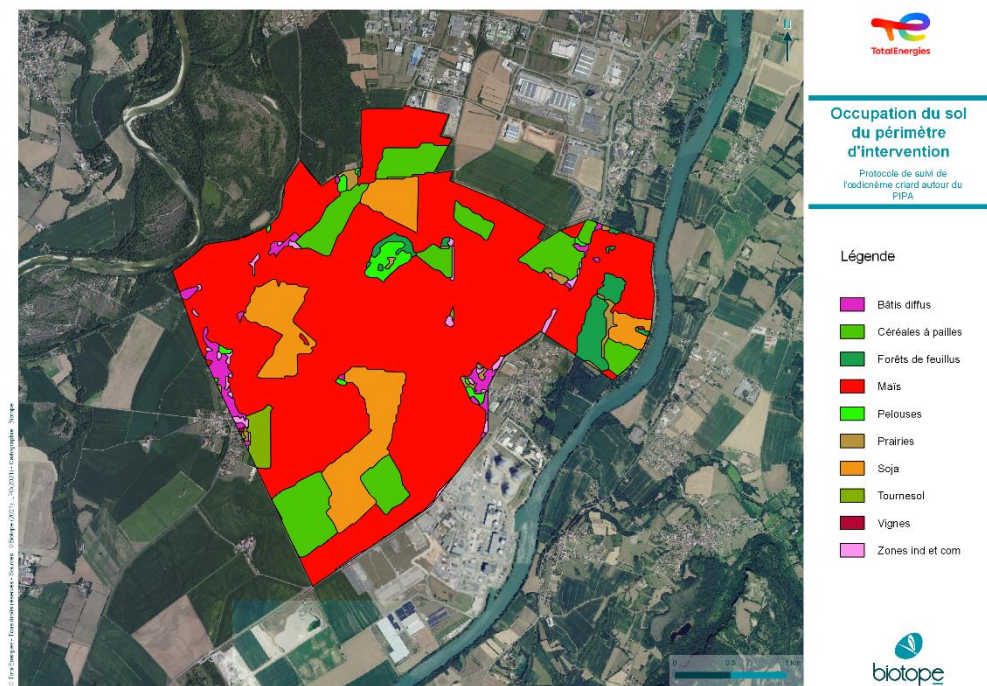 N
TotalEnergies
Occupation du sol
du périmètre
d'intervention
Protocole de suivi de
l'œdicnème criard autour du
PIPA
Légende
Bâtis diffus
Céréales à pailles
Forêts de feuillus
Maïs
Pelouses
Prairies
Soja
Tournesol
Vignes
Zones ind et com
0 0.5 1 km
biotope